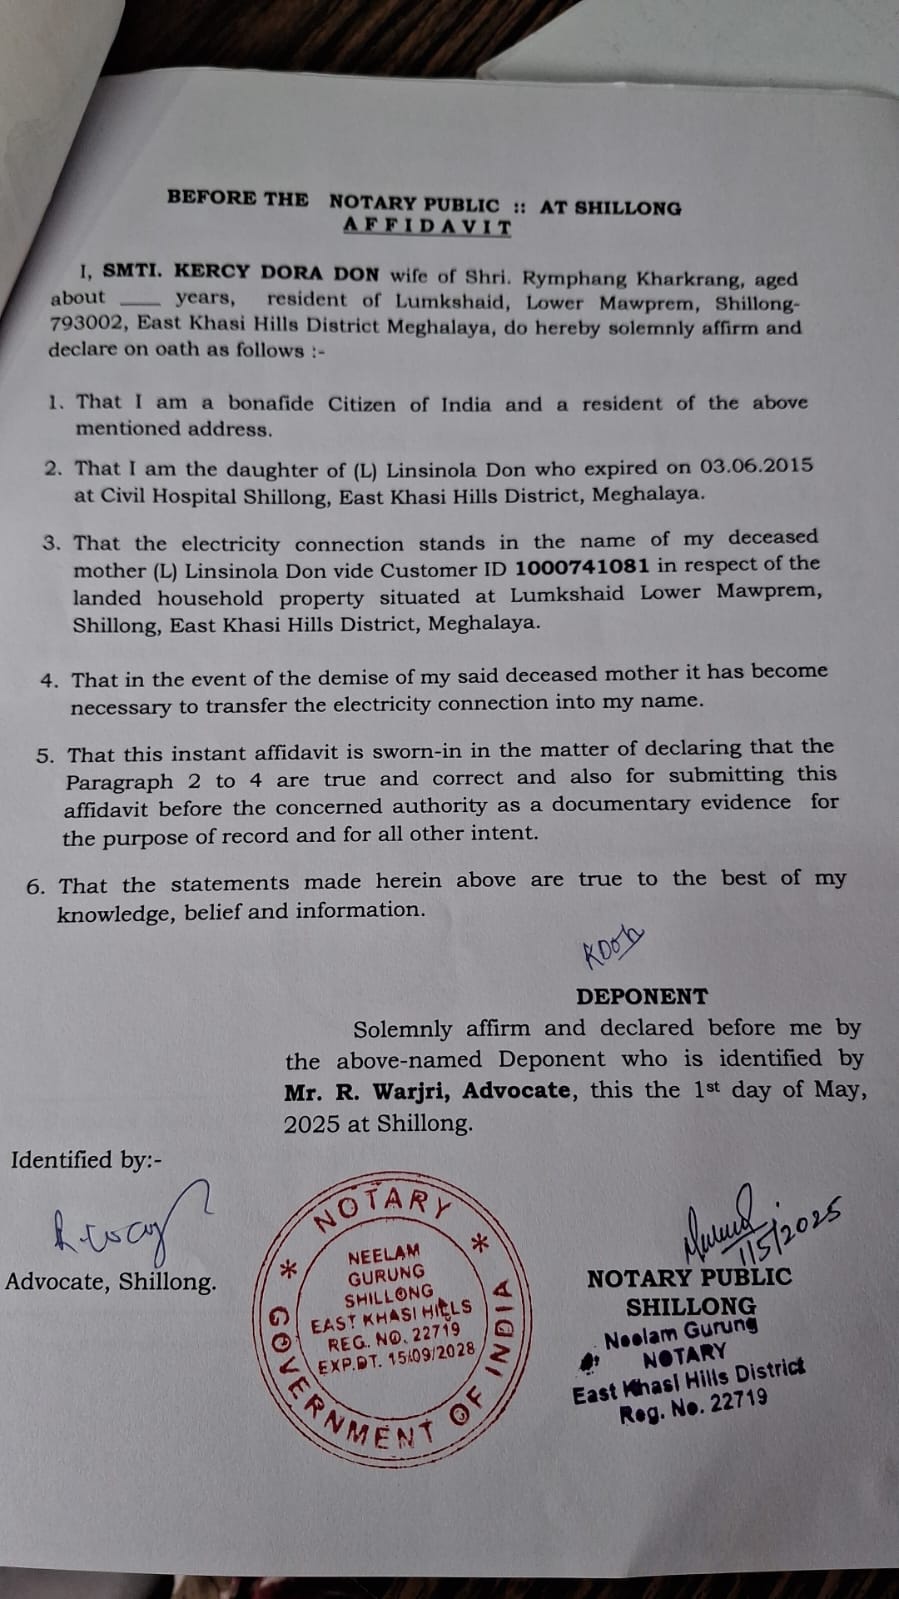 BEFORE THE NOTARY PUBLIC :: AT SHILLONG
AFFIDAVIT
I, SMTI. KERCY DORA DON wife of Shri. Rymphang Kharkrang, aged
about ____ years, resident of Lumkshaid, Lower Mawprem, Shillong-
793002, East Khasi Hills District Meghalaya, do hereby solemnly affirm and
declare on oath as follows :-
1. That I am a bonafide Citizen of India and a resident of the above
mentioned address.
2. That I am the daughter of (L) Linsinola Don who expired on 03.06.2015
at Civil Hospital Shillong, East Khasi Hills District, Meghalaya.
3. That the electricity connection stands in the name of my deceased
mother (L) Linsinola Don vide Customer ID 1000741081 in respect of the
landed household property situated at Lumkshaid Lower Mawprem,
Shillong, East Khasi Hills District, Meghalaya.
4. That in the event of the demise of my said deceased mother it has become
necessary to transfer the electricity connection into my name.
5. That this instant affidavit is sworn-in in the matter of declaring that the
Paragraph 2 to 4 are true and correct and also for submitting this
affidavit before the concerned authority as a documentary evidence for
the purpose of record and for all other intent.
6. That the statements made herein above are true to the best of my
knowledge, belief and information.
DEPONENT
Solemnly affirm and declared before me by
the above-named Deponent who is identified by
Mr. R. Warjri, Advocate, this the 1st day of May,
2025 at Shillong.
Identified by:-
Advocate, Shillong.
* NOTARY *
GOVERNMENT OF INDIA
NEELAM
GURUNG
SHILLONG
EAST KHASI HILLS
REG. NO. 22719
EXP.DT. 15/09/2028
1/5/2025
NOTARY PUBLIC
SHILLONG
Neelam Gurung
NOTARY
East Khasi Hills District
Reg. No. 22719